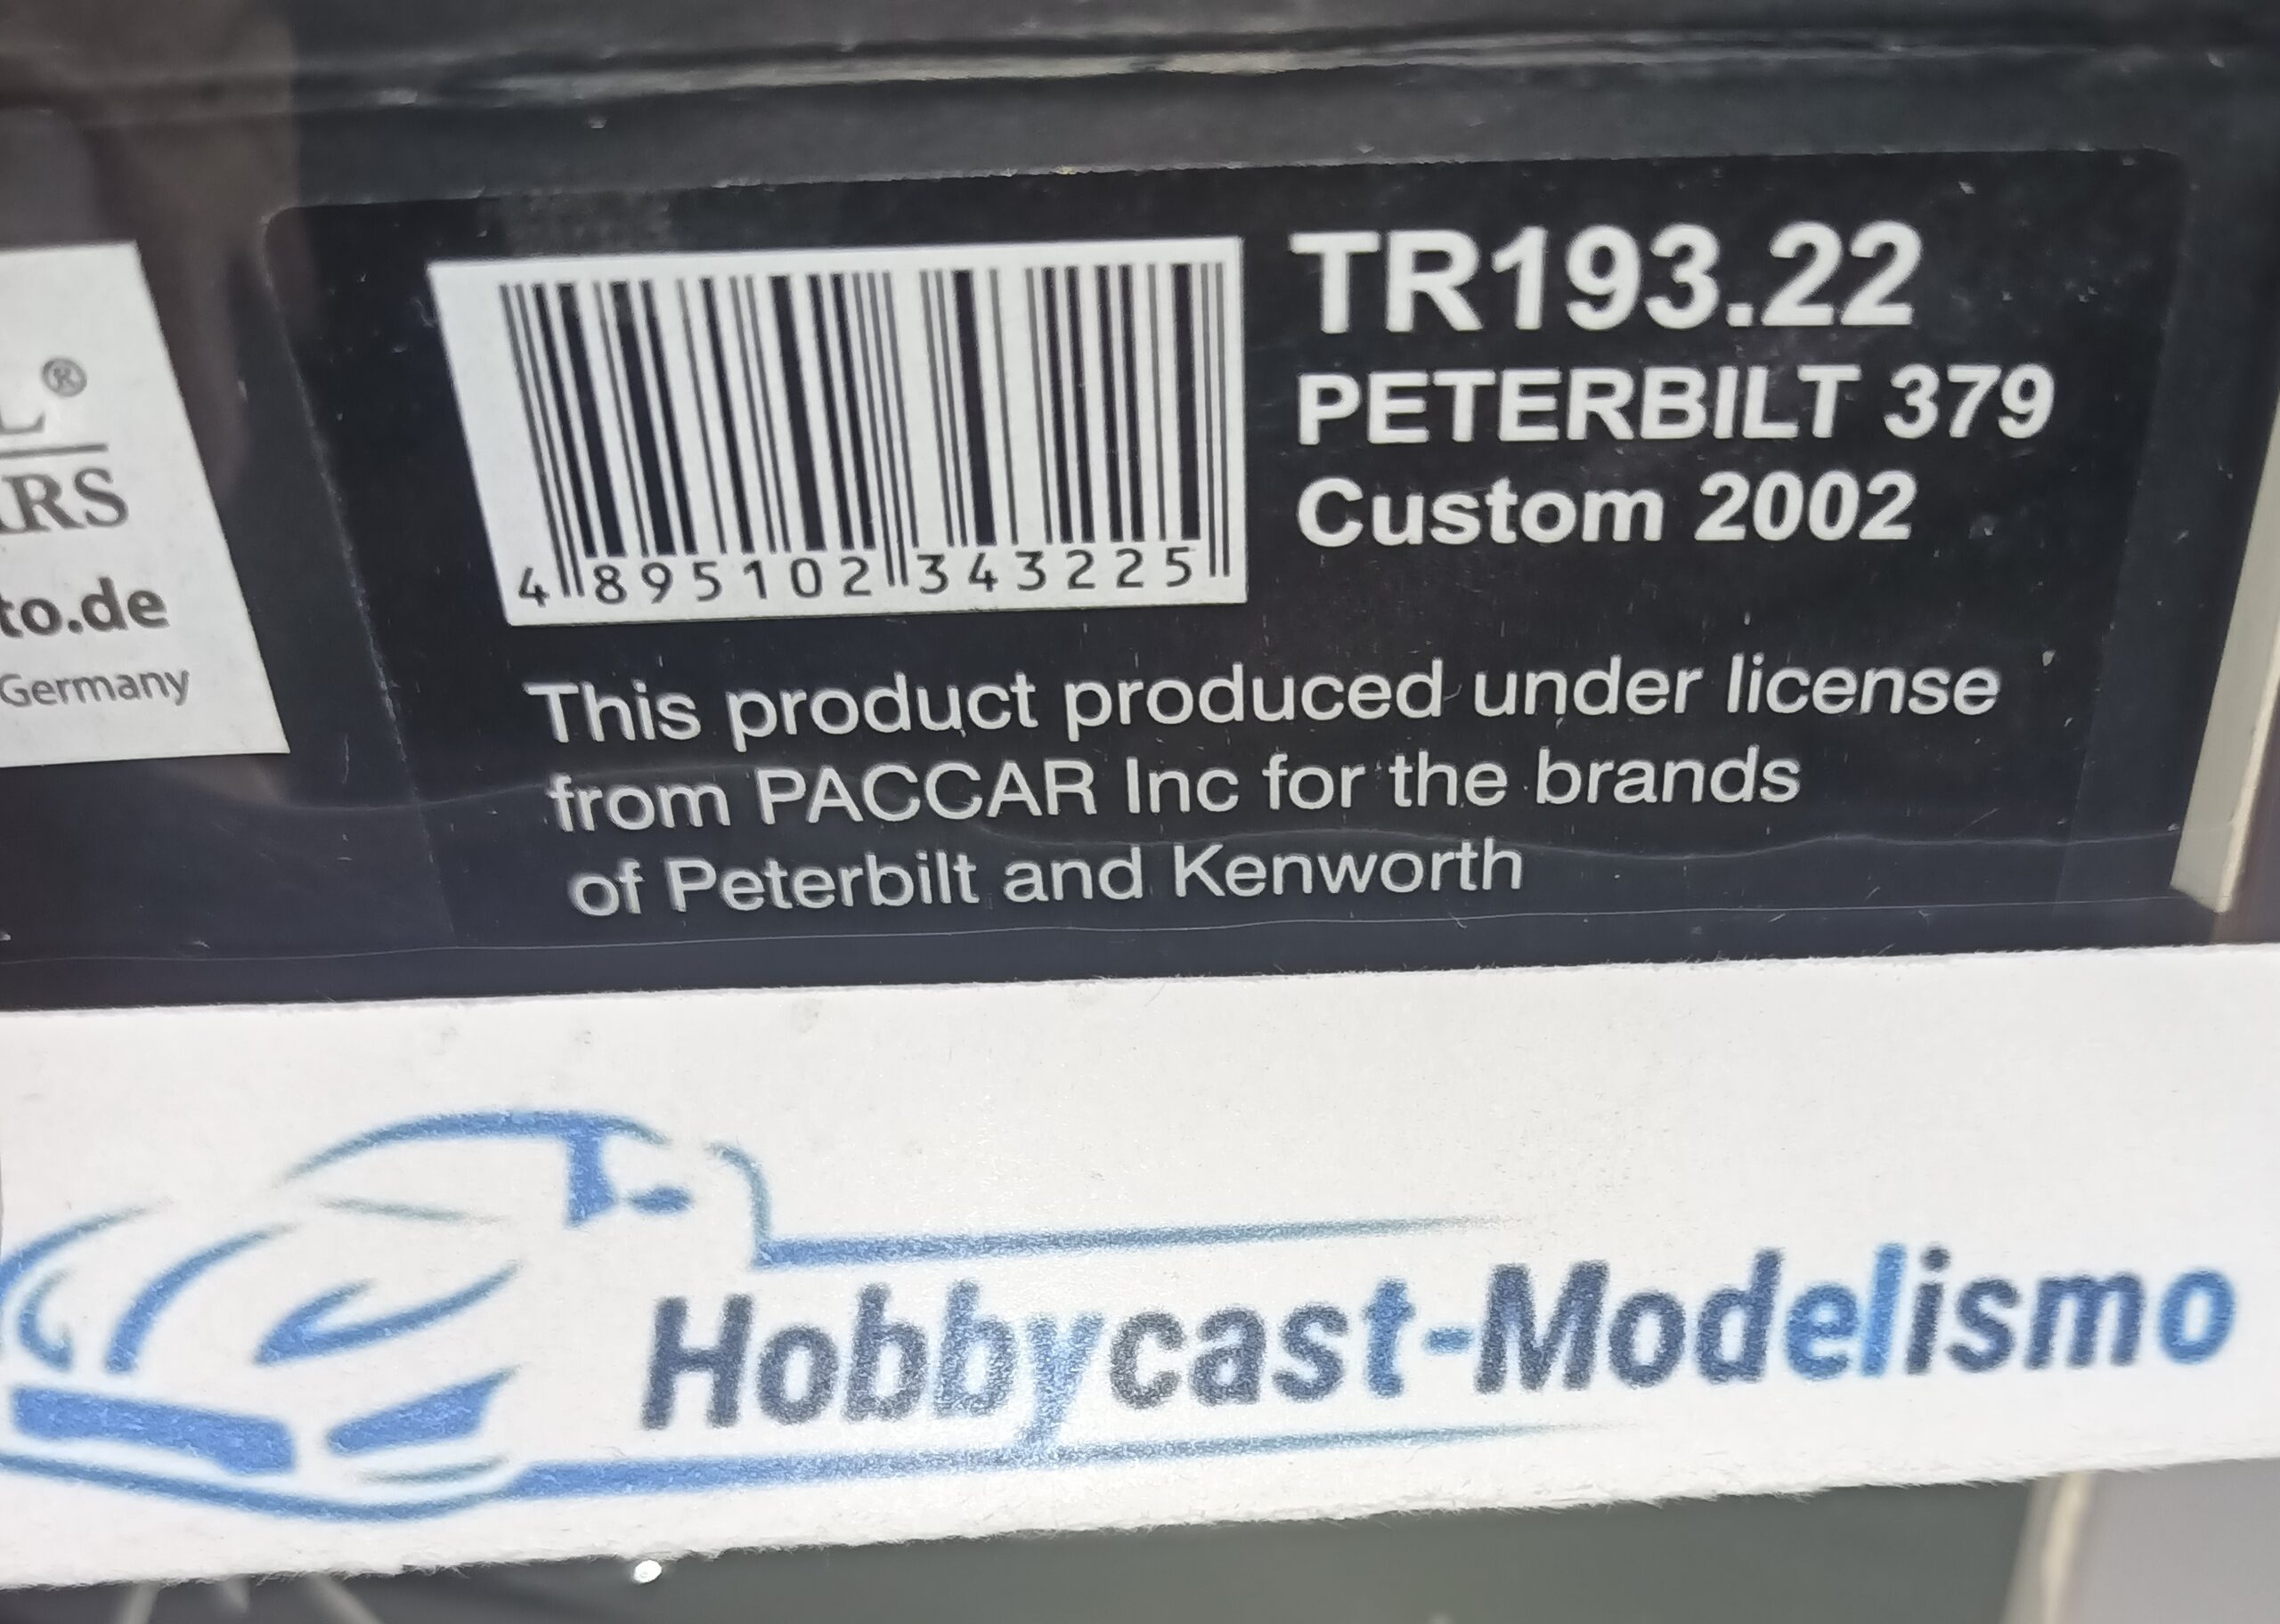 ®
RS
to.de
Germany
TR193.22
PETERBILT 379
Custom 2002
4 895102 343225
This product produced under license
from PACCAR Inc for the brands
of Peterbilt and Kenworth
Hobbycast-Modelismo